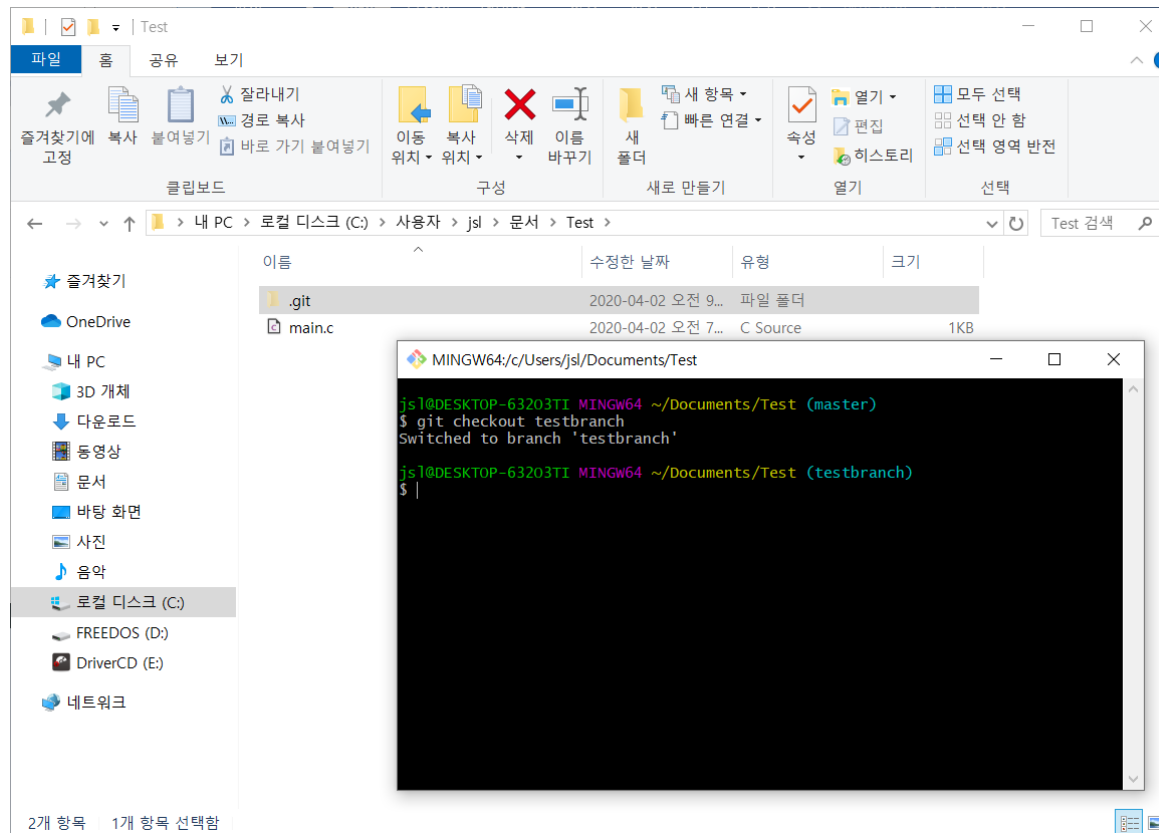 Test
파일 홈 공유 보기
즐겨찾기에 고정
복사
붙여넣기
잘라내기
경로 복사
바로 가기 붙여넣기
이동 위치
복사 위치
삭제
이름 바꾸기
새 폴더
새 항목
빠른 연결
속성
열기
편집
히스토리
모두 선택
선택 안 함
선택 영역 반전
클립보드 구성 새로 만들기 열기 선택
내 PC > 로컬 디스크 (C:) > 사용자 > jsl > 문서 > Test >
Test 검색
이름 수정한 날짜 유형 크기
.git 2020-04-02 오전 9... 파일 폴더
main.c 2020-04-02 오전 7... C Source 1KB
즐겨찾기
OneDrive
내 PC
3D 개체
다운로드
동영상
문서
바탕 화면
사진
음악
로컬 디스크 (C:)
FREEDOS (D:)
DriverCD (E:)
네트워크
MINGW64:/c/Users/jsl/Documents/Test
jsl@DESKTOP-632O3TI MINGW64 ~/Documents/Test (master)
$ git checkout testbranch
Switched to branch 'testbranch'
jsl@DESKTOP-632O3TI MINGW64 ~/Documents/Test (testbranch)
$
2개 항목 1개 항목 선택함